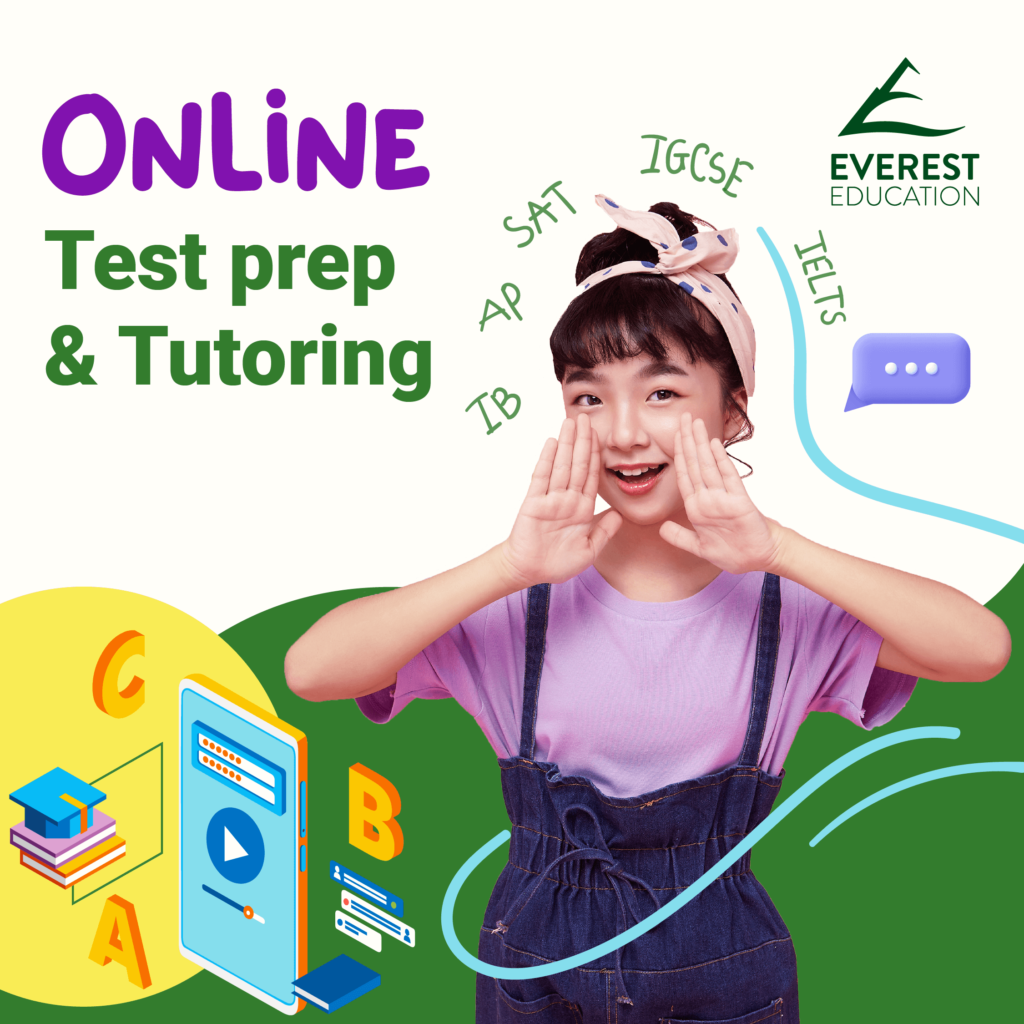 OnLiNE
Test prep
& Tutoring
EVEREST
EDUCATION
IGCSE
SAT
AP
IB
IELTS
C
B
A